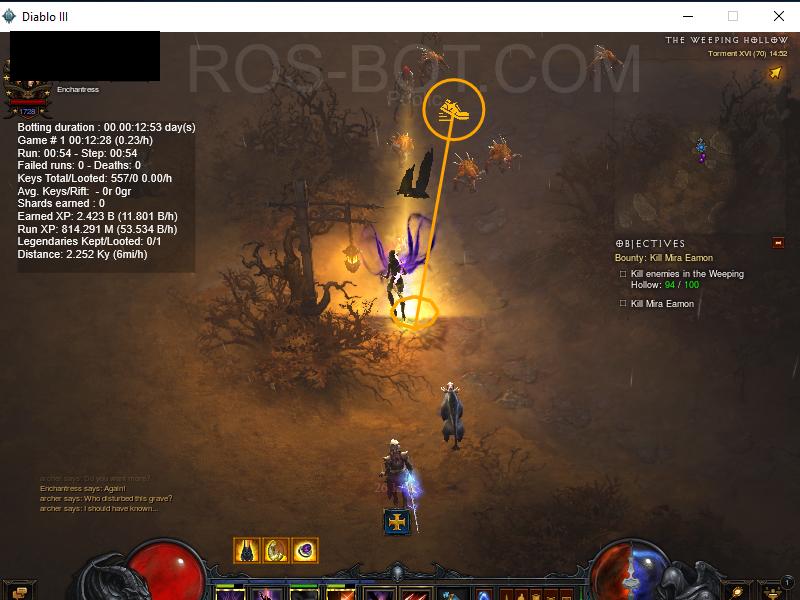 Diablo III
THE WEEPING HOLLOW
Torment XVI (70) 14:52
ROS-BOT.COM
Enchantress
1728
Botting duration : 00.00:12:53 day(s)
Game # 1 00:12:28 (0.23/h)
Run: 00:54 - Step: 00:54
Failed runs: 0 - Deaths: 0
Keys Total/Looted: 557/0 0.00/h
Avg. Keys/Rift: - 0r 0gr
Shards earned : 0
Earned XP: 2.423 B (11.801 B/h)
Run XP: 814.291 M (53.534 B/h)
Legendaries Kept/Looted: 0/1
Distance: 2.252 Ky (6mi/h)
OBJECTIVES
Bounty: Kill Mira Eamon
Kill enemies in the Weeping
Hollow: 94 / 100
Kill Mira Eamon
archer says: Do you want more?
Enchantress says: Again!
archer says: Who disturbed this grave?
archer says: I should have known...
1